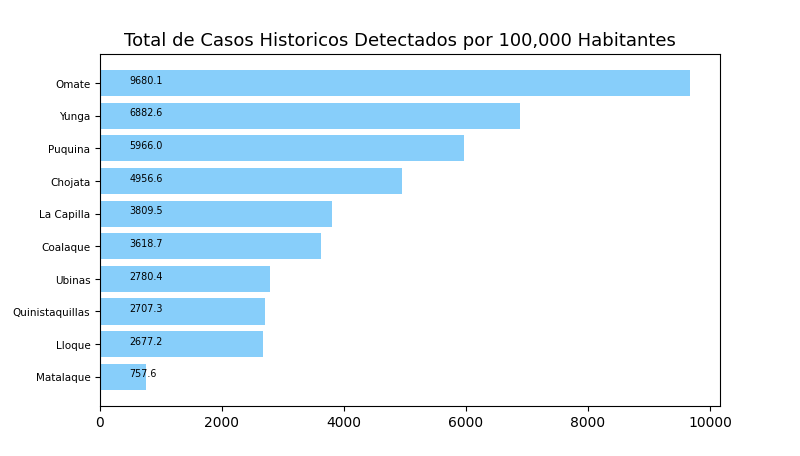 Total de Casos Historicos Detectados por 100,000 Habitantes
Omate 9680.1
Yunga 6882.6
Puquina 5966.0
Chojata 4956.6
La Capilla 3809.5
Coalaque 3618.7
Ubinas 2780.4
Quinistaquillas 2707.3
Lloque 2677.2
Matalaque 757.6
0 2000 4000 6000 8000 10000